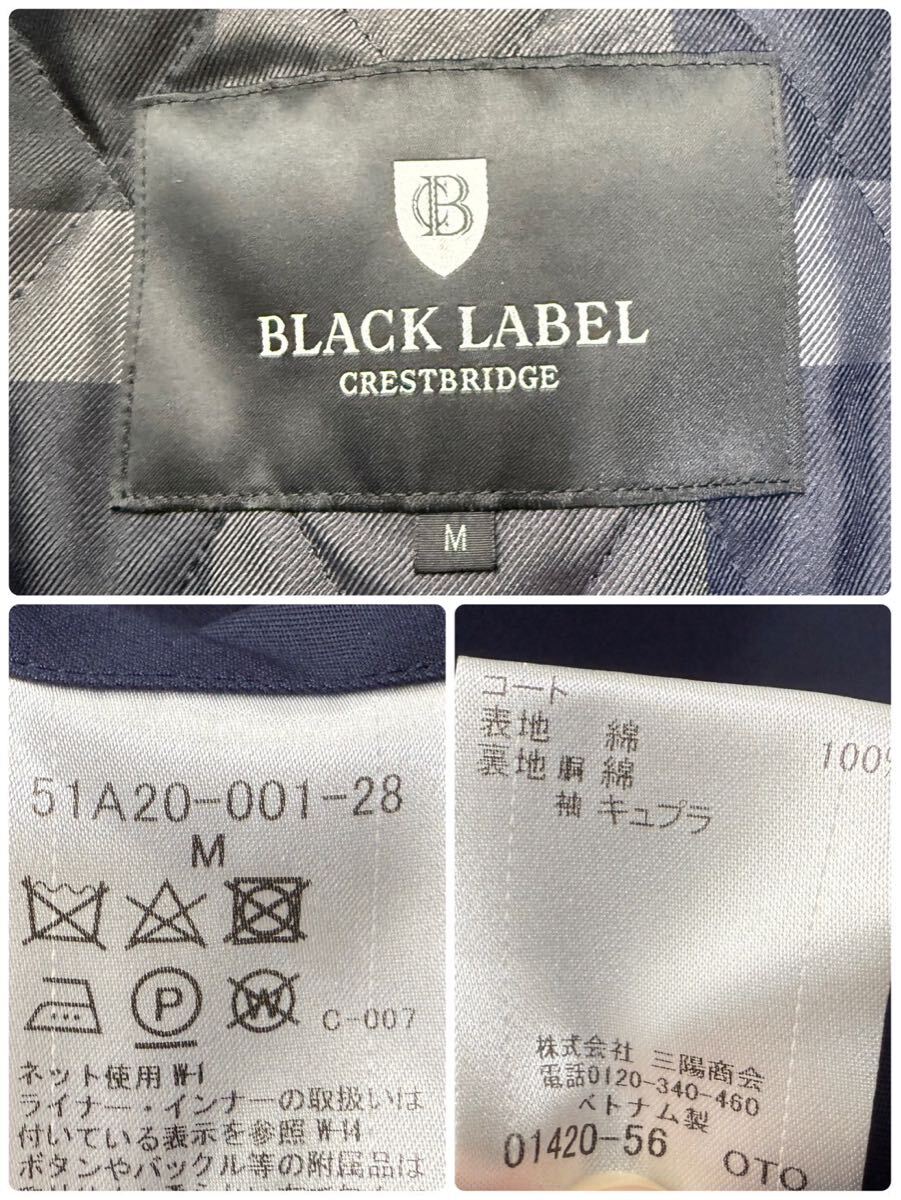 CB
BLACK LABEL
CRESTBRIDGE
M
51A20-001-28
M
P
W
C-007
ネット使用 W-1
ライナー・インナーの取扱いは
付いている表示を参照 W-14
ボタンやバックル等の附属品は
コート
表地 綿 100%
裏地 胴 綿
袖 キュプラ
株式会社 三陽商会
電話0120-340-460
ベトナム製
01420-56 OTO